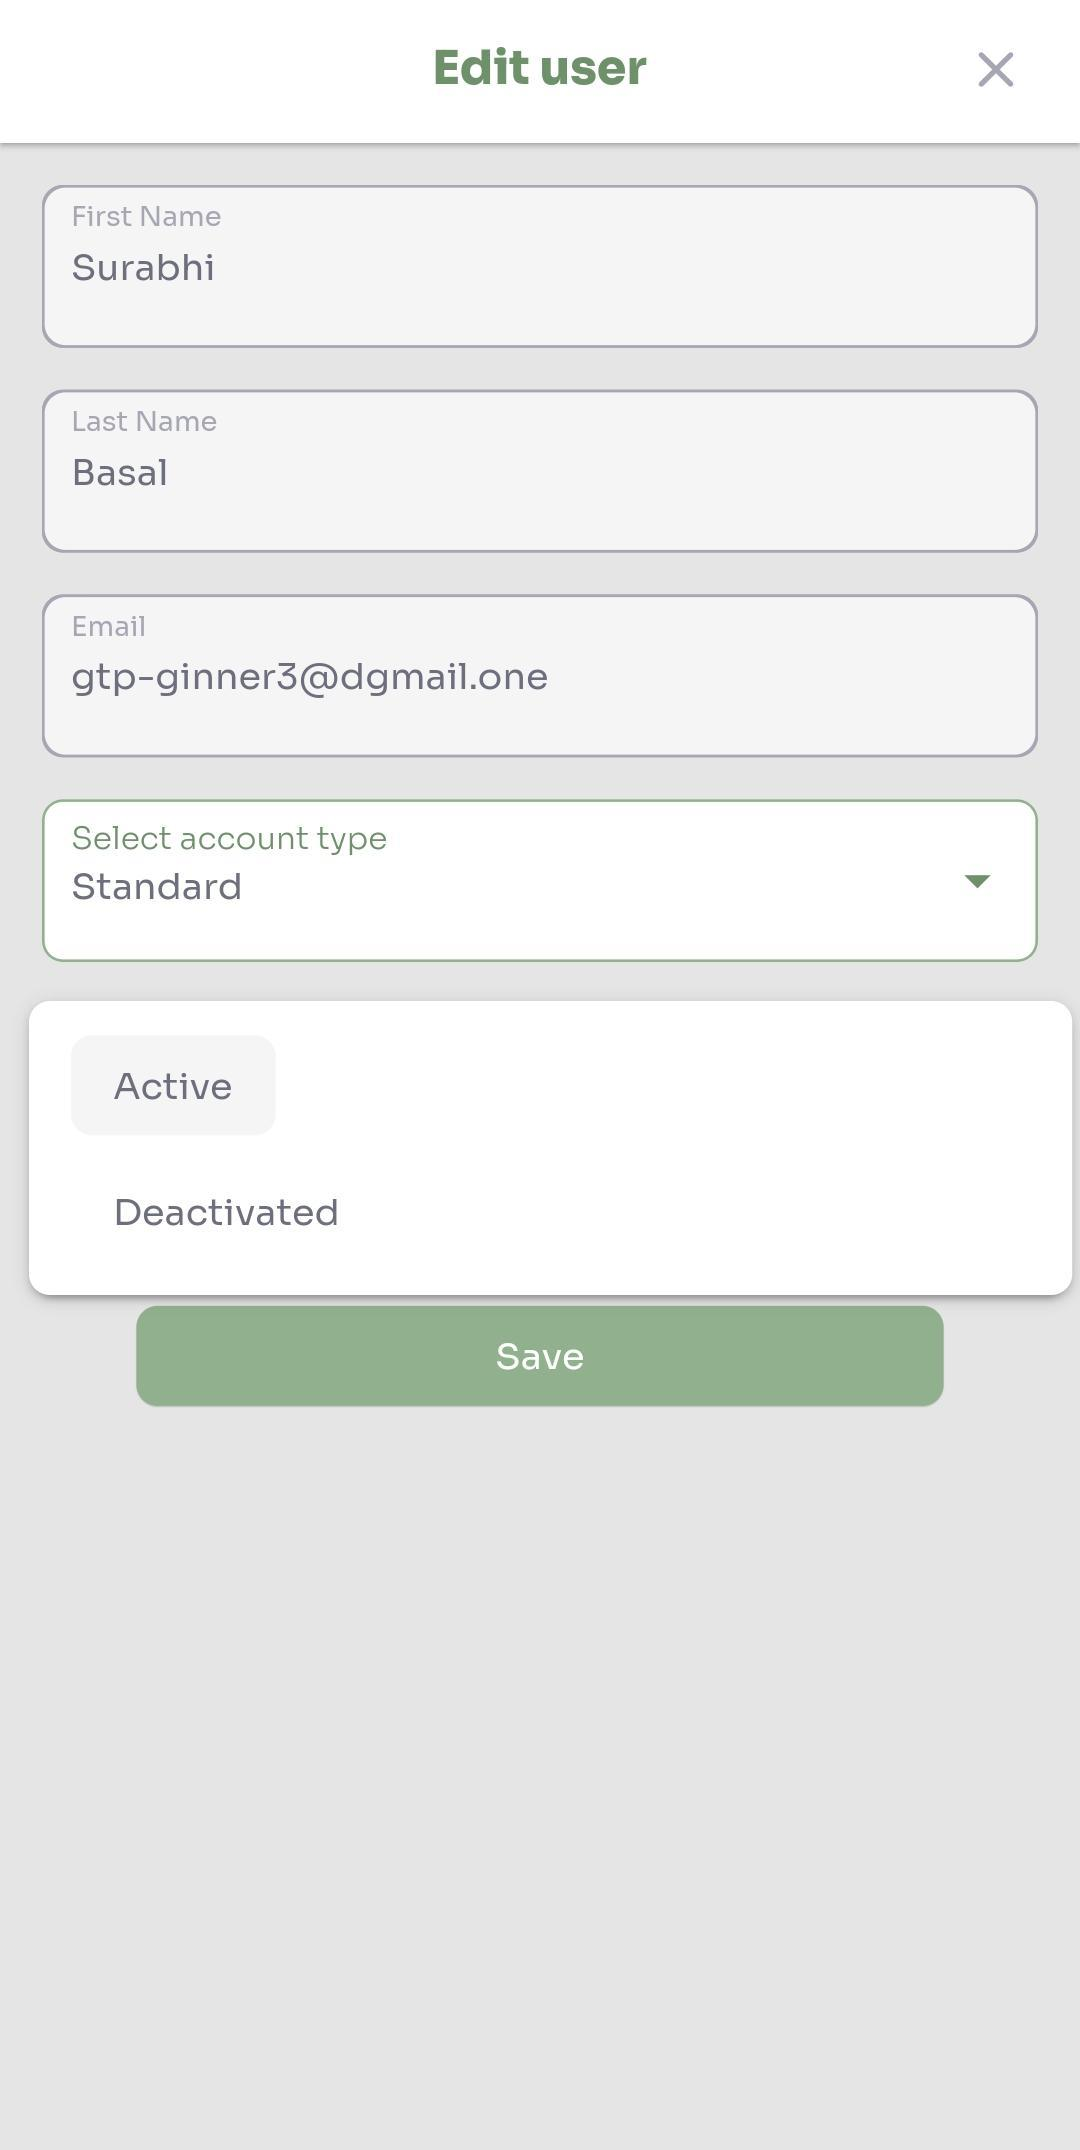 Edit user
First Name
Surabhi
Last Name
Basal
Email
gtp-ginner3@dgmail.one
Select account type
Standard
Active
Deactivated
Save